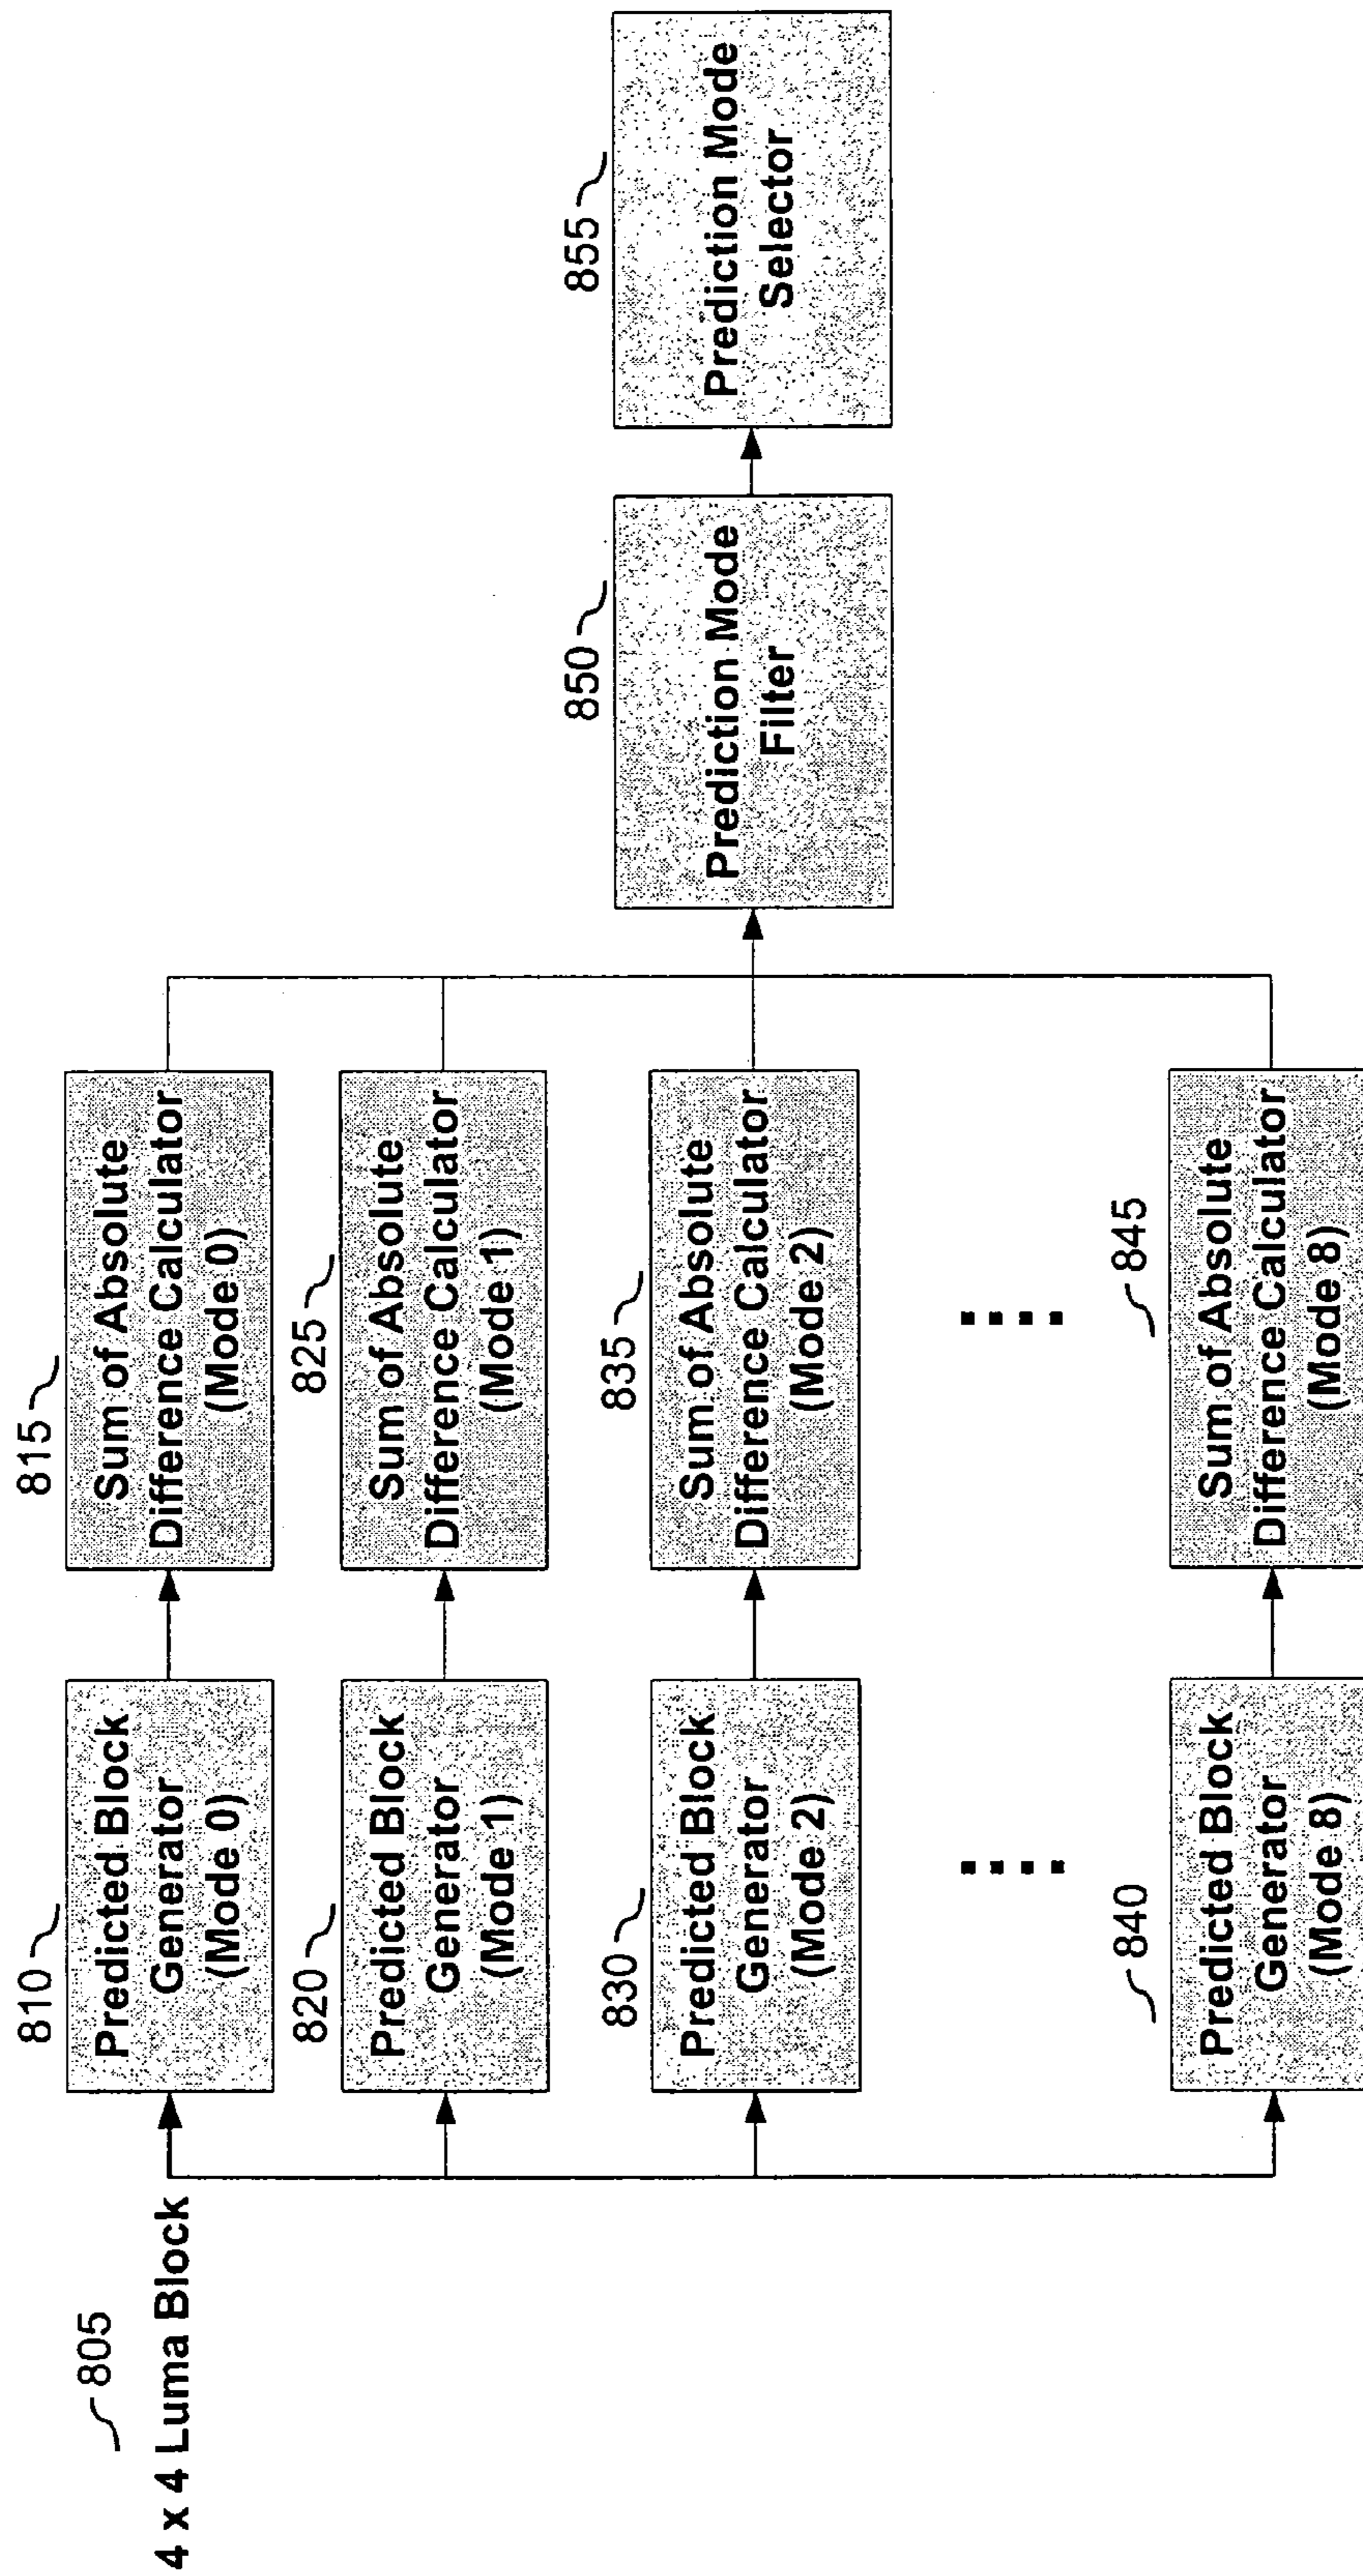 805
4 x 4 Luma Block
810
Predicted Block
Generator
(Mode 0)
815
Sum of Absolute
Difference Calculator
(Mode 0)
820
Predicted Block
Generator
(Mode 1)
825
Sum of Absolute
Difference Calculator
(Mode 1)
830
Predicted Block
Generator
(Mode 2)
835
Sum of Absolute
Difference Calculator
(Mode 2)
840
Predicted Block
Generator
(Mode 8)
845
Sum of Absolute
Difference Calculator
(Mode 8)
850
Prediction Mode
Filter
855
Prediction Mode
Selector